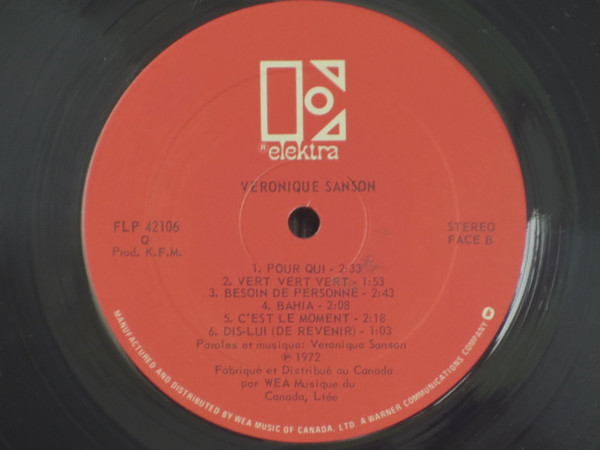 ® elektra
VERONIQUE SANSON
FLP 42106
Q
Prod. K.F.M.
STEREO
FACE B
1. POUR QUI - 2:33
2. VERT VERT VERT - 1:53
3. BESOIN DE PERSONNE - 2:43
4. BAHIA - 2:08
5. C'EST LE MOMENT - 2:18
6. DIS-LUI (DE REVENIR) - 1:03
Paroles et musique: Veronique Sanson
℗ 1972
Fabriqué et Distribué au Canada
par WEA Musique du
Canada, Ltée
MANUFACTURED AND DISTRIBUTED BY WEA MUSIC OF CANADA, LTD. A WARNER COMMUNICATIONS COMPANY